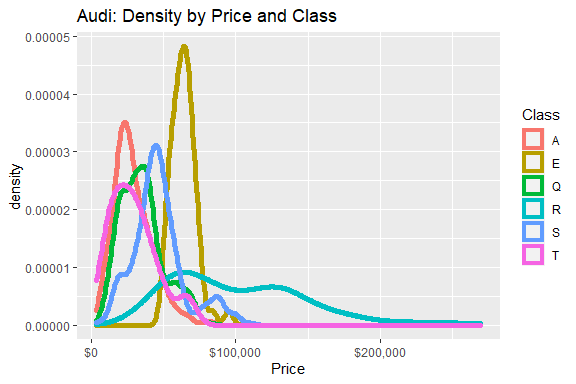 Audi: Density by Price and Class
0.00005
0.00004
0.00003
0.00002
0.00001
0.00000
density
$0
$100,000
$200,000
Price
Class
A
E
Q
R
S
T